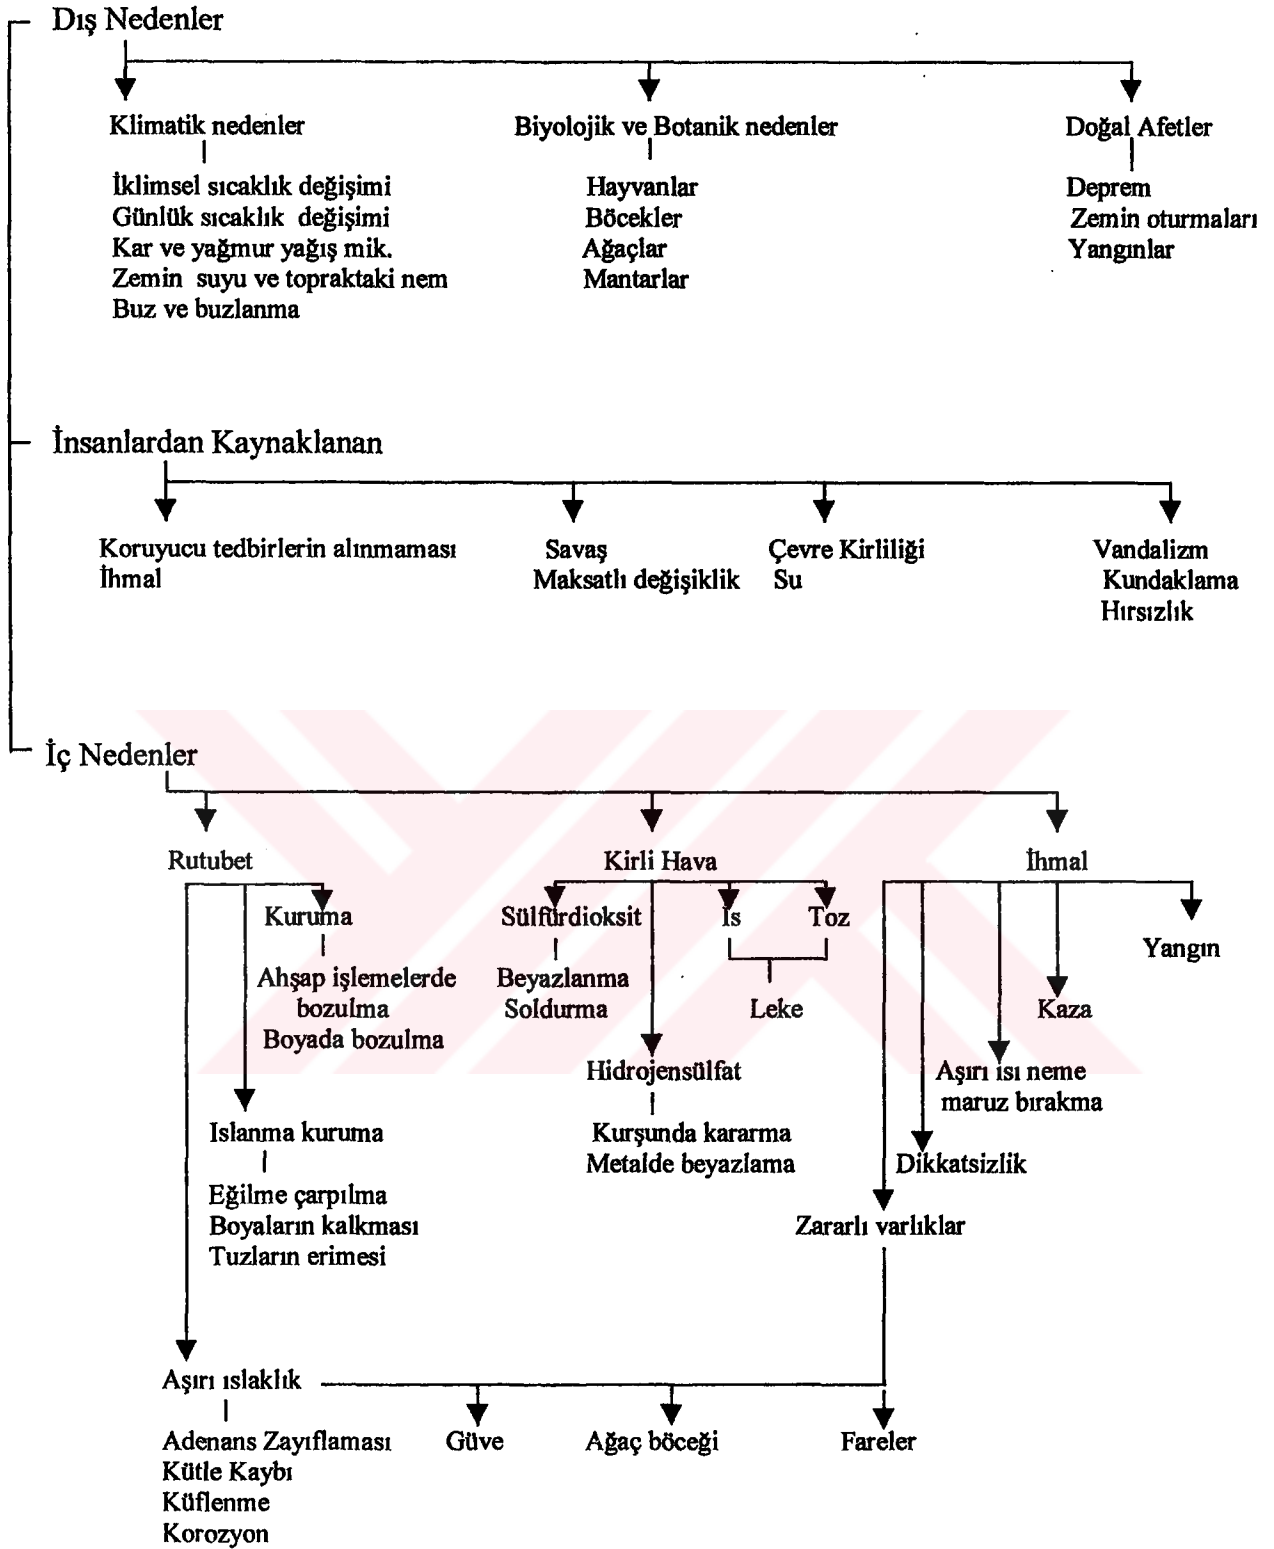 Dış Nedenler
Klimatik nedenler
İklimsel sıcaklık değişimi
Günlük sıcaklık değişimi
Kar ve yağmur yağış mik.
Zemin suyu ve topraktaki nem
Buz ve buzlanma
Biyolojik ve Botanik nedenler
Hayvanlar
Böcekler
Ağaçlar
Mantarlar
Doğal Afetler
Deprem
Zemin oturmaları
Yangınlar
İnsanlardan Kaynaklanan
Koruyucu tedbirlerin alınmaması
İhmal
Savaş
Maksatlı değişiklik
Çevre Kirliliği
Su
Vandalizm
Kundaklama
Hırsızlık
İç Nedenler
Rutubet
Kuruma
Ahşap işlemelerde
bozulma
Boyada bozulma
Islanma kuruma
Eğilme çarpılma
Boyaların kalkması
Tuzların erimesi
Aşırı ıslaklık
Adenans Zayıflaması
Kütle Kaybı
Küflenme
Korozyon
Kirli Hava
Sülfürdioksit
Beyazlanma
Soldurma
Hidrojensülfat
Kurşunda kararma
Metalde beyazlama
İs
Toz
Leke
İhmal
Yangın
Kaza
Aşırı ısı neme
maruz bırakma
Dikkatsizlik
Zararlı varlıklar
Güve
Ağaç böceği
Fareler